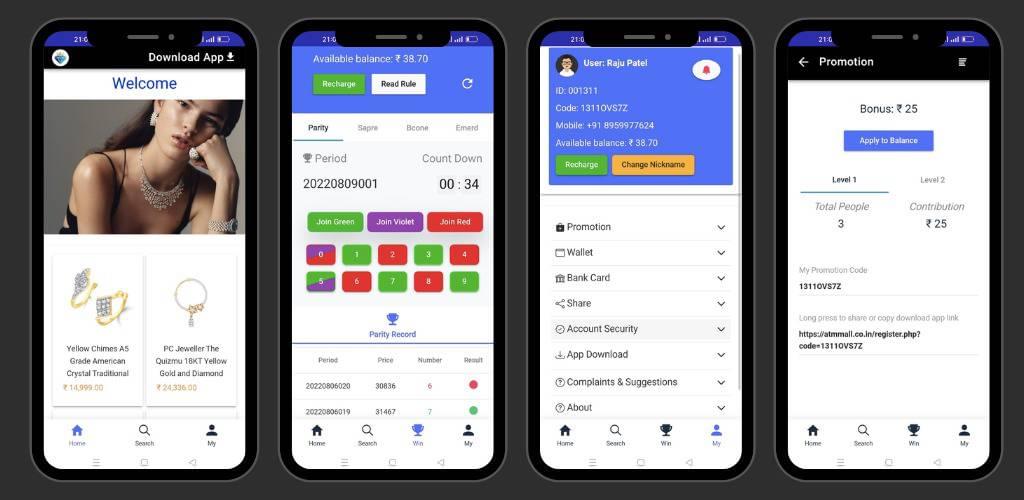 21:0
Download App
Welcome
Yellow Chimes A5
Grade American
Crystal Traditional
₹ 14,999.00
PC Jeweller The
Quizmu 18KT Yellow
Gold and Diamond
₹ 24,336.00
Home
Search
My
21:0
Available balance: ₹ 38.70
Recharge
Read Rule
Parity
Sapre
Bcone
Emerd
Period
Count Down
20220809001
00 : 34
Join Green
Join Violet
Join Red
0
1
2
3
4
5
6
7
8
9
Parity Record
Period
Price
Number
Result
20220806020
30836
6
20220806019
31467
7
Home
Search
Win
My
21:0
User: Raju Patel
ID: 001311
Code: 1311OVS7Z
Mobile: +91 8959977624
Available balance: ₹ 38.70
Recharge
Change Nickname
Promotion
Wallet
Bank Card
Share
Account Security
App Download
Complaints & Suggestions
About
Home
Search
Win
My
21:0
Promotion
Bonus: ₹ 25
Apply to Balance
Level 1
Level 2
Total People
Contribution
3
₹ 25
My Promotion Code
1311OVS7Z
Long press to share or copy download app link
https://atmmall.co.in/register.php?
code=1311OVS7Z
Home
Search
Win
My